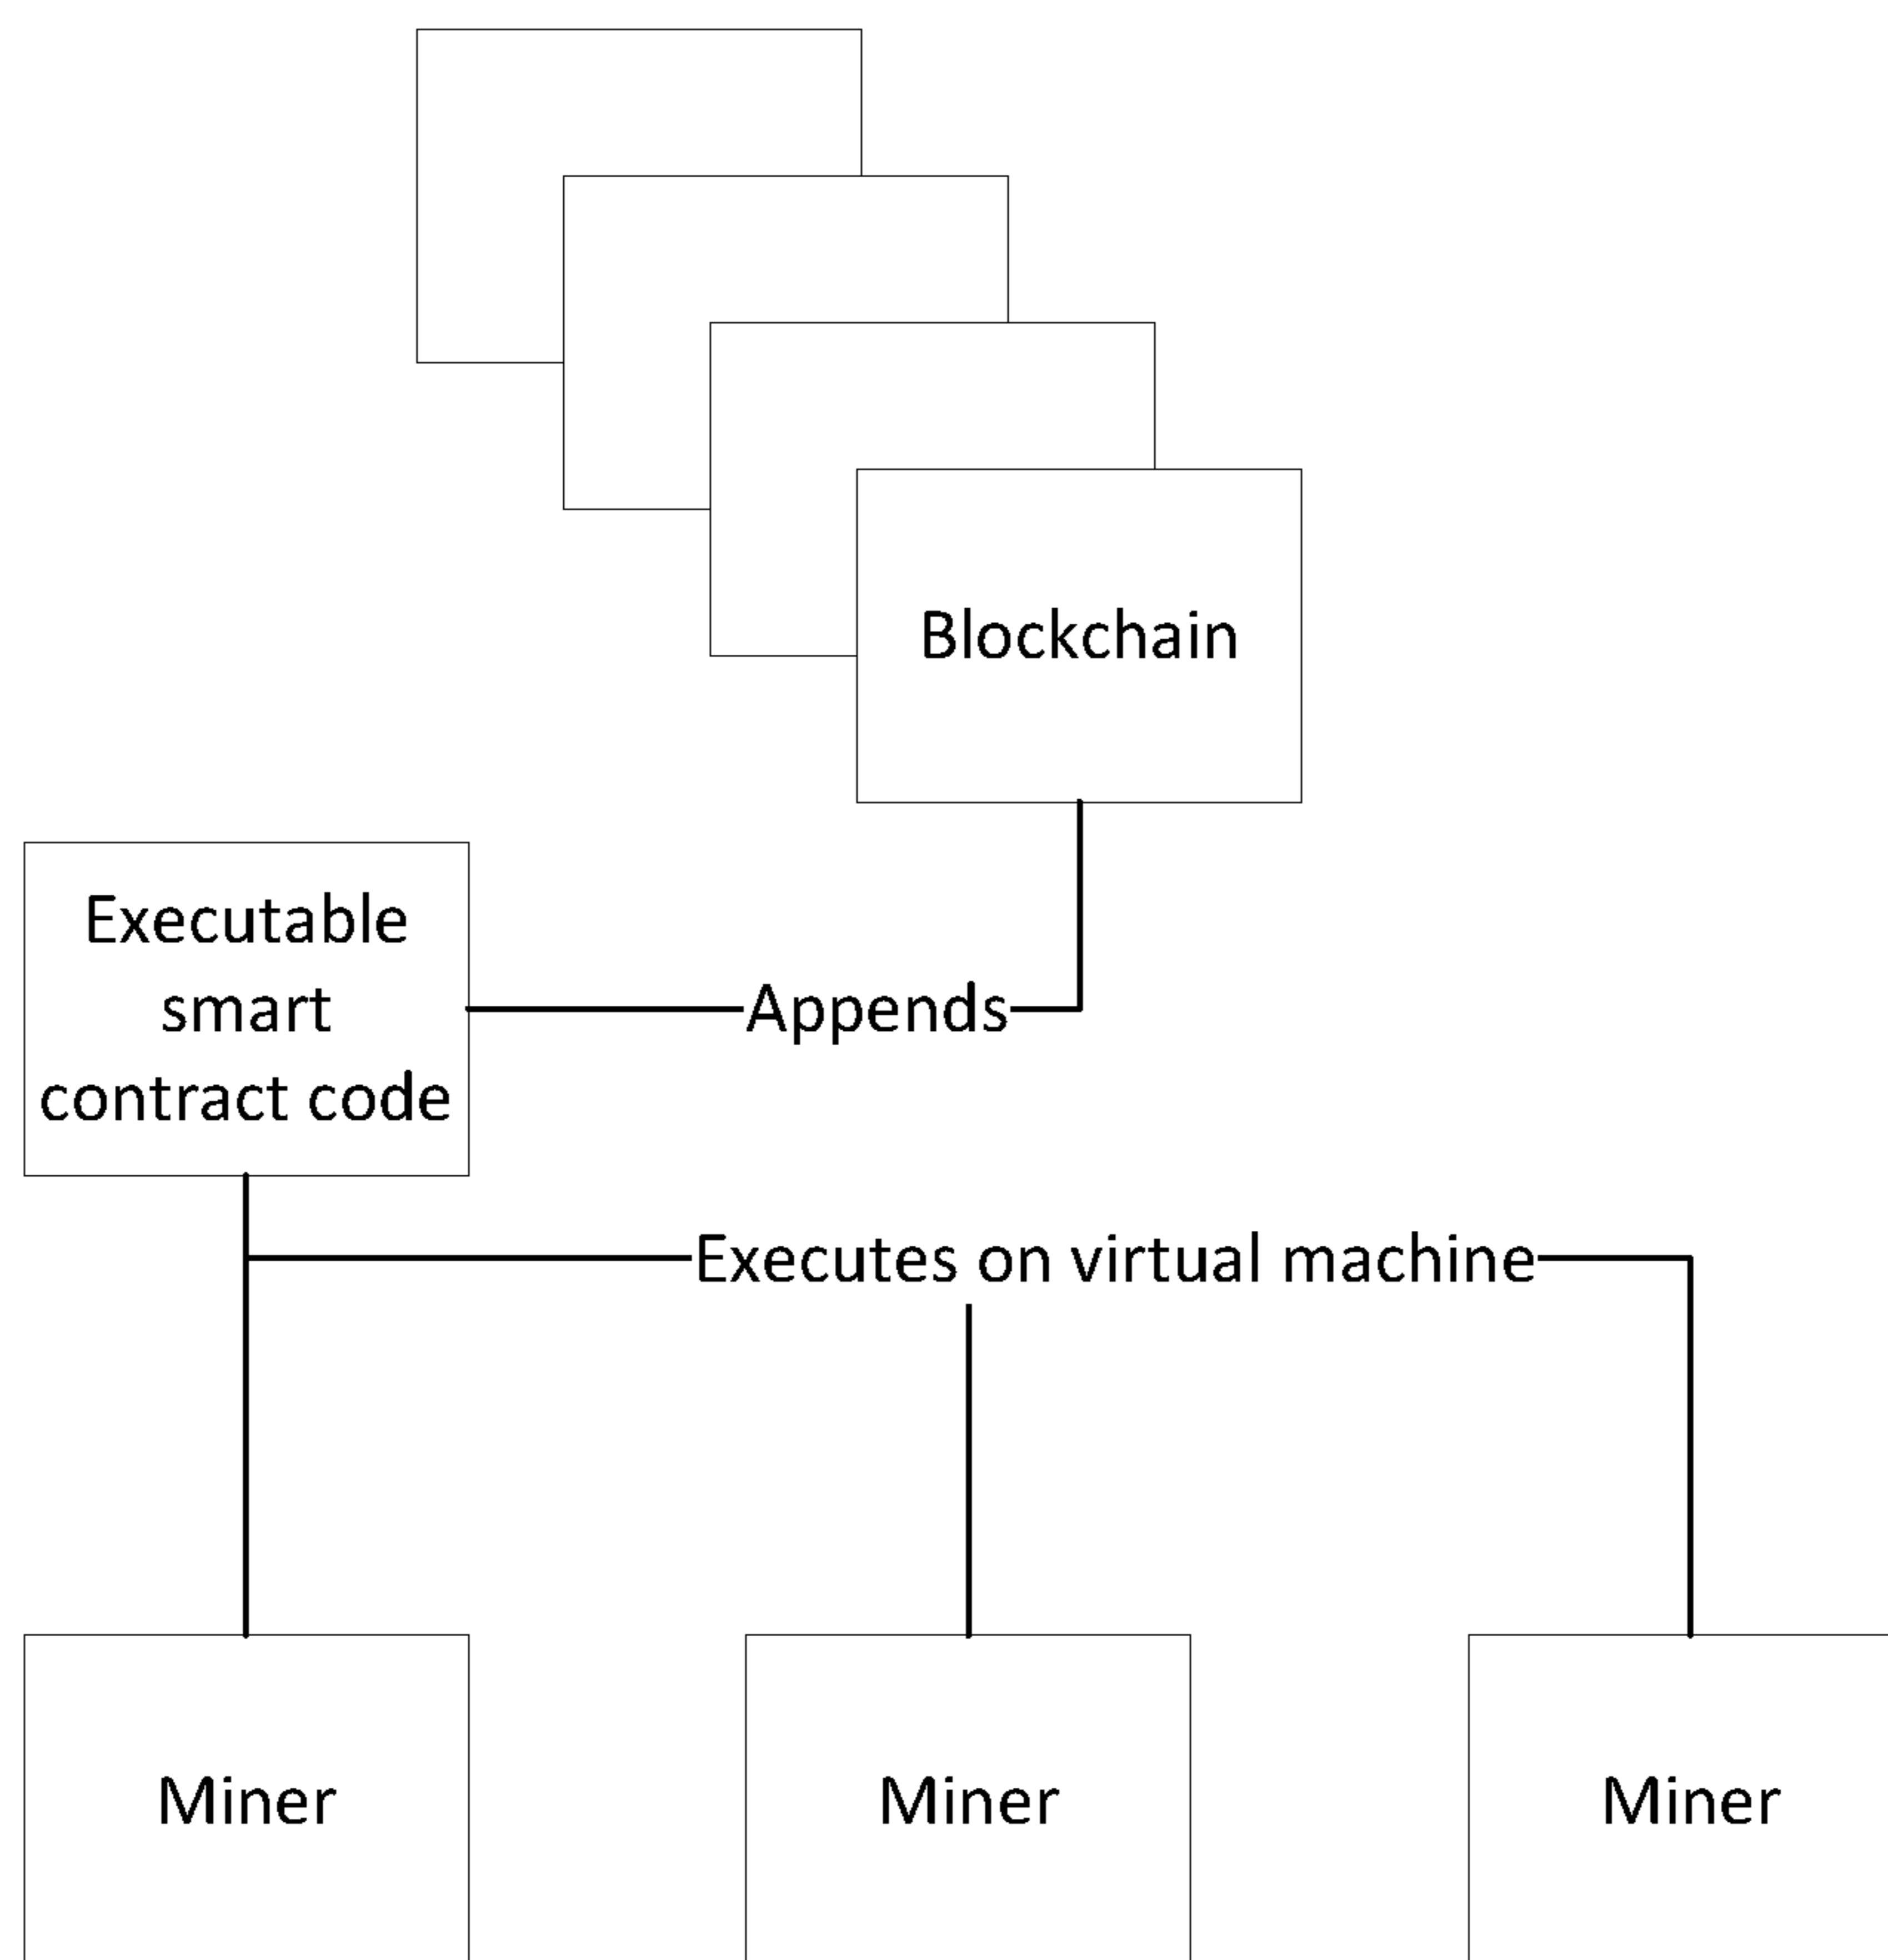 Blockchain
Executable
smart
contract code
Appends
Executes on virtual machine
Miner
Miner
Miner